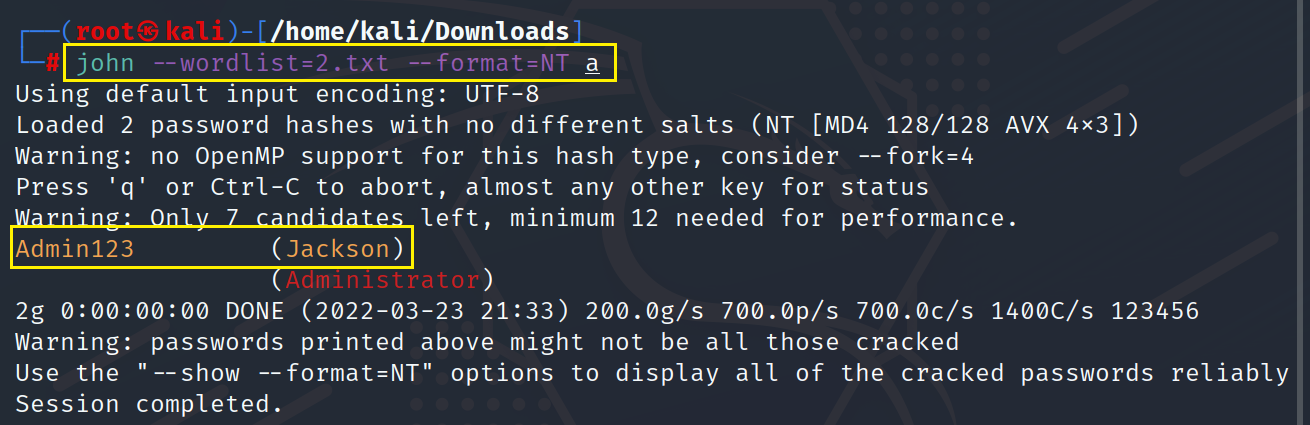 ┌──(root㉿kali)-[/home/kali/Downloads]
└─# john --wordlist=2.txt --format=NT a
Using default input encoding: UTF-8
Loaded 2 password hashes with no different salts (NT [MD4 128/128 AVX 4×3])
Warning: no OpenMP support for this hash type, consider --fork=4
Press 'q' or Ctrl-C to abort, almost any other key for status
Warning: Only 7 candidates left, minimum 12 needed for performance.
Admin123         (Jackson)
                 (Administrator)
2g 0:00:00:00 DONE (2022-03-23 21:33) 200.0g/s 700.0p/s 700.0c/s 1400C/s 123456
Warning: passwords printed above might not be all those cracked
Use the "--show --format=NT" options to display all of the cracked passwords reliably
Session completed.